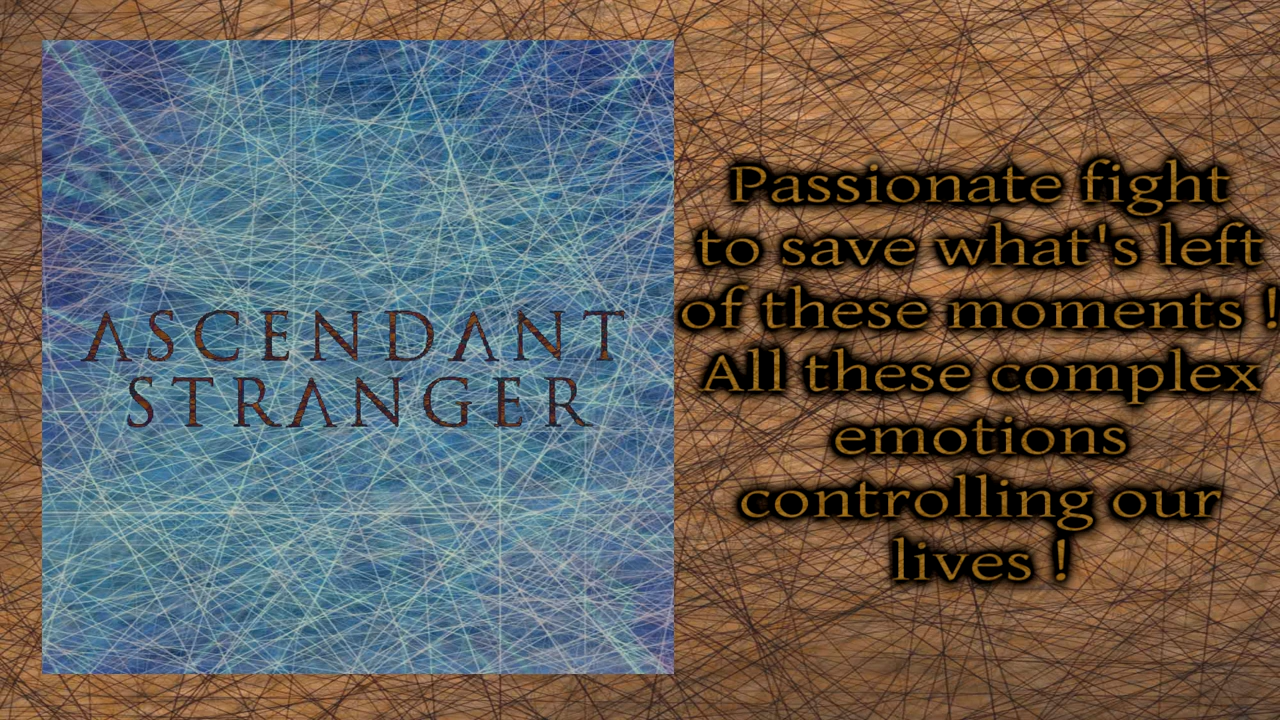 ASCENDANT
STRANGER
Passionate fight
to save what's left
of these moments !
All these complex
emotions
controlling our
lives !